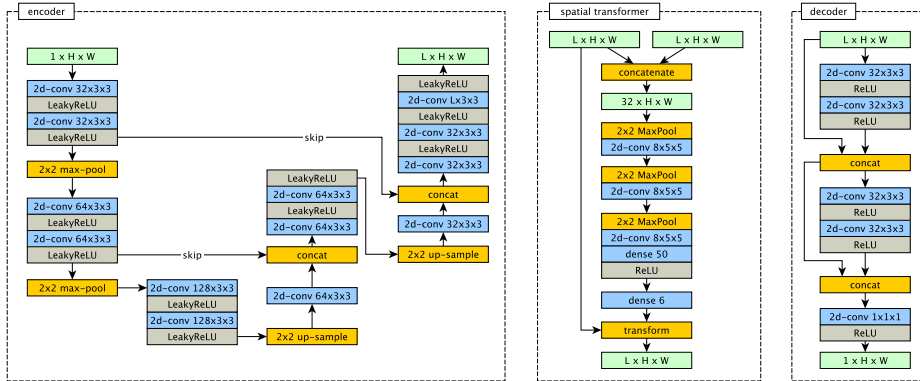 encoder
1 x H x W
2d-conv 32x3x3
LeakyReLU
2d-conv 32x3x3
LeakyReLU
2x2 max-pool
2d-conv 64x3x3
LeakyReLU
2d-conv 64x3x3
LeakyReLU
2x2 max-pool
skip
skip
2d-conv 128x3x3
LeakyReLU
2d-conv 128x3x3
LeakyReLU
LeakyReLU
2d-conv 64x3x3
LeakyReLU
2d-conv 64x3x3
concat
2d-conv 64x3x3
2x2 up-sample
L x H x W
LeakyReLU
2d-conv Lx3x3
LeakyReLU
2d-conv 32x3x3
LeakyReLU
2d-conv 32x3x3
concat
2d-conv 32x3x3
2x2 up-sample
spatial transformer
L x H x W
L x H x W
concatenate
32 x H x W
2x2 MaxPool
2d-conv 8x5x5
2x2 MaxPool
2d-conv 8x5x5
2x2 MaxPool
2d-conv 8x5x5
dense 50
ReLU
dense 6
transform
L x H x W
decoder
L x H x W
2d-conv 32x3x3
ReLU
2d-conv 32x3x3
ReLU
concat
2d-conv 32x3x3
ReLU
2d-conv 32x3x3
ReLU
concat
2d-conv 1x1x1
ReLU
1 x H x W